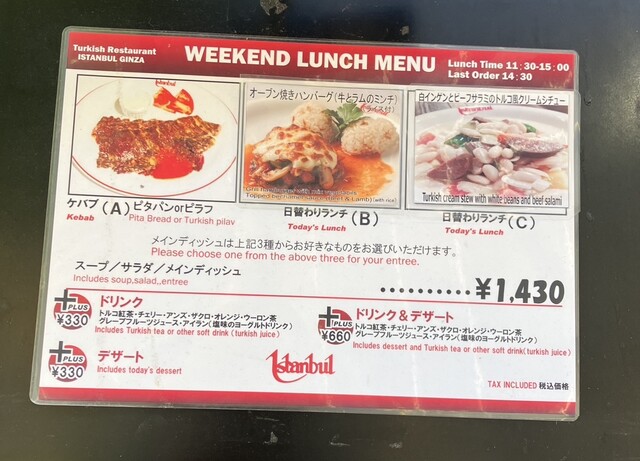 Turkish Restaurant
ISTANBUL GINZA
WEEKEND LUNCH MENU
Lunch Time 11:30-15:00
Last Order 14:30
Istanbul
オーブン焼きハンバーグ(牛とラムのミンチ)
(ライス付)
白インゲンとビーフサラミのトルコ風クリームシチュー
(with rice)
Turkish cream stew with white beans and beef salami
ケバブ (A) ピタパンorピラフ
Kebab Pita Bread or Turkish pilav
日替わりランチ (B)
Today's Lunch
日替わりランチ (C)
Today's Lunch
メインディッシュは上記3種からお好きなものをお選びいただけます。
Please choose one from the above three for your entree.
スープ/サラダ/メインディッシュ
Includes soup,salad,,entree
..........¥1,430
PLUS
¥330
ドリンク
トルコ紅茶・チェリー・アンズ・ザクロ・オレンジ・ウーロン茶
グレープフルーツジュース・アイラン(塩味のヨーグルトドリンク)
Includes Turkish tea or other soft drink (turkish juice)
PLUS
¥660
ドリンク&デザート
トルコ紅茶・チェリー・アンズ・ザクロ・オレンジ・ウーロン茶
グレープフルーツジュース・アイラン(塩味のヨーグルトドリンク)
Includes dessert and Turkish tea or other soft drink(turkish juice)
PLUS
¥330
デザート
Includes today's dessert
Istanbul
TAX INCLUDED 税込価格